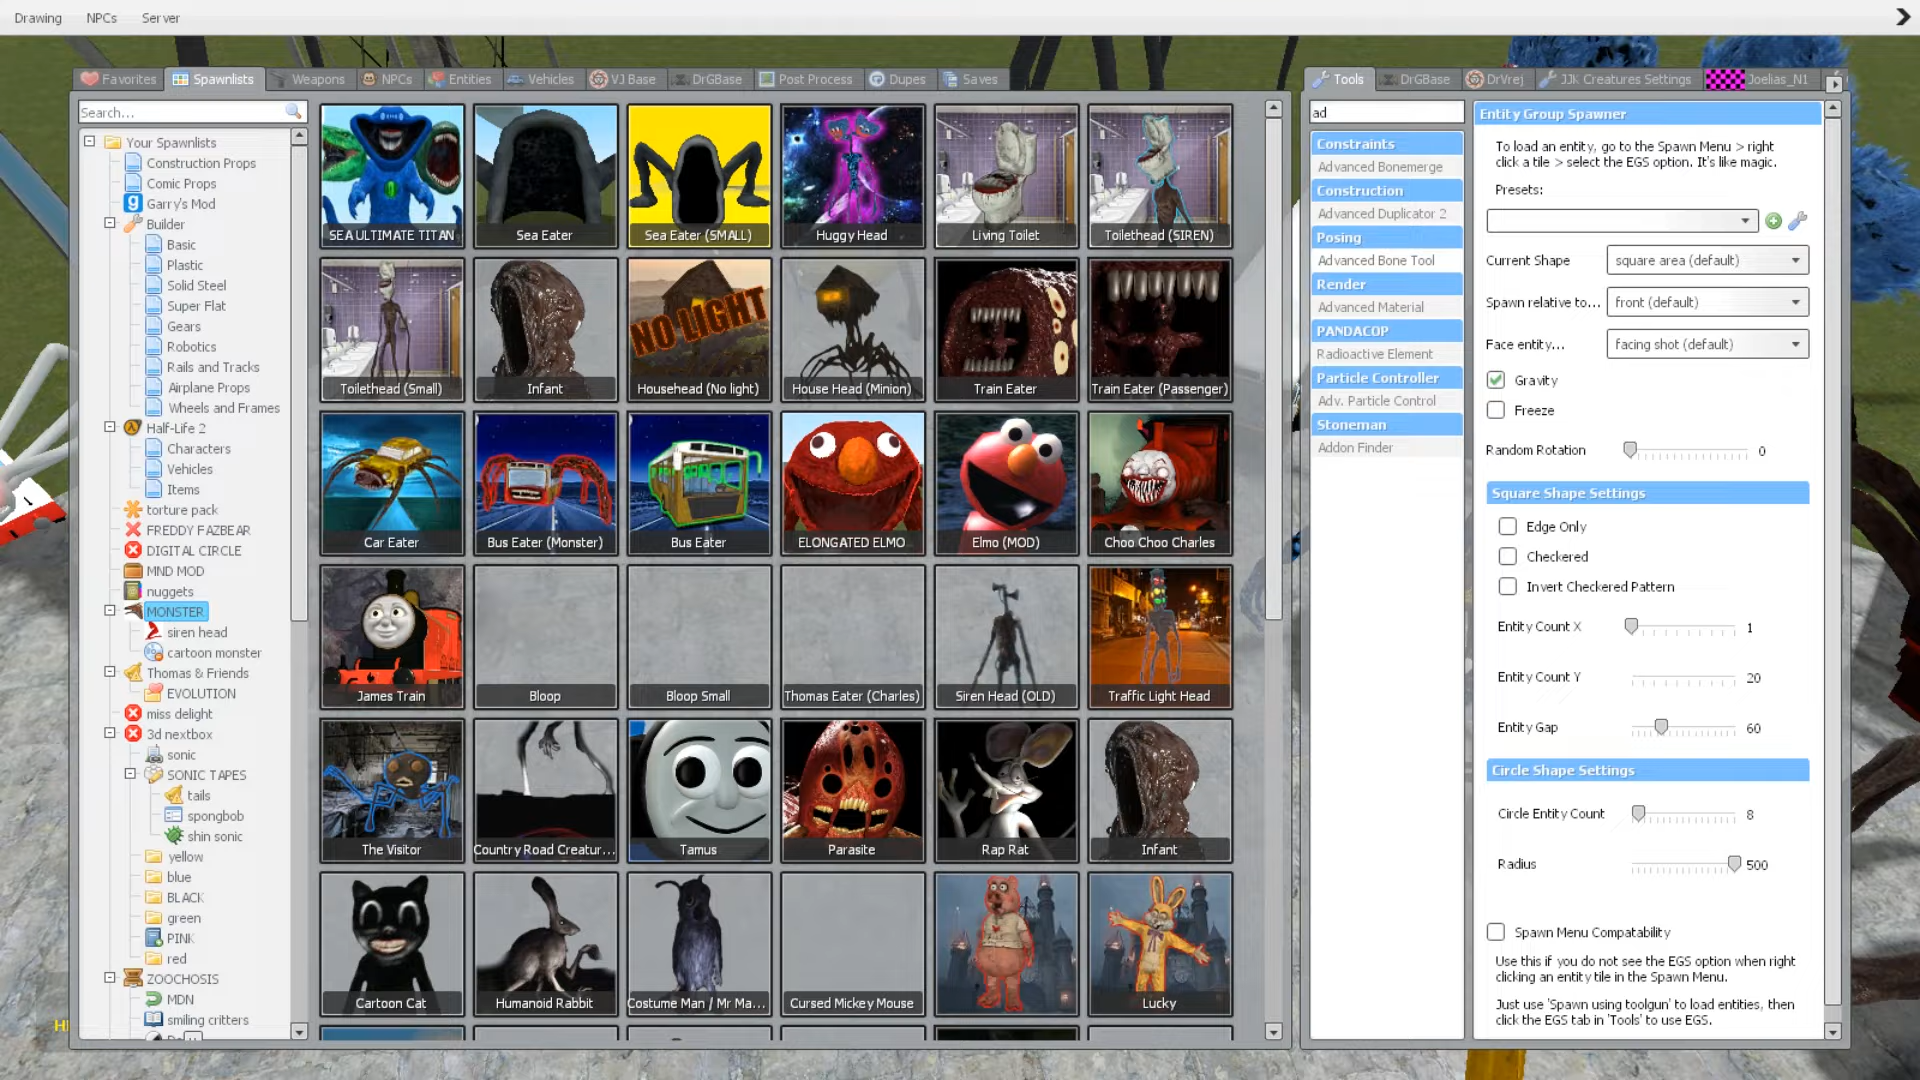 Drawing
NPCs
Server
Favorites
Spawnlists
Weapons
NPCs
Entities
Vehicles
VJ Base
DrGBase
Post Process
Dupes
Saves
Search...
Your Spawnlists
Construction Props
Comic Props
Garry's Mod
Builder
Basic
Plastic
Solid Steel
Super Flat
Gears
Robotics
Rails and Tracks
Airplane Props
Wheels and Frames
Half-Life 2
Characters
Vehicles
Items
torture pack
FREDDY FAZBEAR
DIGITAL CIRCLE
MND MOD
nuggets
MONSTER
siren head
cartoon monster
Thomas & Friends
EVOLUTION
miss delight
3d nextbox
sonic
SONIC TAPES
tails
spongbob
shin sonic
yellow
blue
BLACK
green
PINK
red
ZOOCHOSIS
MDN
smiling critters
SEA ULTIMATE TITAN
Sea Eater
Sea Eater (SMALL)
Huggy Head
Living Toilet
Toilethead (SIREN)
Toilethead (Small)
Infant
NO LIGHT
Househead (No light)
House Head (Minion)
Train Eater
Train Eater (Passenger)
Car Eater
Bus Eater (Monster)
Bus Eater
ELONGATED ELMO
Elmo (MOD)
Choo Choo Charles
James Train
Bloop
Bloop Small
Thomas Eater (Charles)
Siren Head (OLD)
Traffic Light Head
The Visitor
Country Road Creatur...
Tamus
Parasite
Rap Rat
Infant
Cartoon Cat
Humanoid Rabbit
Costume Man / Mr Ma...
Cursed Mickey Mouse
Lucky
Tools
DrGBase
DrVrej
JJK Creatures Settings
Joelias_N1
ad
Constraints
Advanced Bonemerge
Construction
Advanced Duplicator 2
Posing
Advanced Bone Tool
Render
Advanced Material
PANDACOP
Radioactive Element
Particle Controller
Adv. Particle Control
Stoneman
Addon Finder
Entity Group Spawner
To load an entity, go to the Spawn Menu > right
click a tile > select the EGS option. It's like magic.
Presets:
Current Shape
square area (default)
Spawn relative to...
front (default)
Face entity...
facing shot (default)
Gravity
Freeze
Random Rotation 0
Square Shape Settings
Edge Only
Checkered
Invert Checkered Pattern
Entity Count X 1
Entity Count Y 20
Entity Gap 60
Circle Shape Settings
Circle Entity Count 8
Radius 500
Spawn Menu Compatability
Use this if you do not see the EGS option when right
clicking an entity tile in the Spawn Menu.
Just use 'Spawn using toolgun' to load entities, then
click the EGS tab in 'Tools' to use EGS.